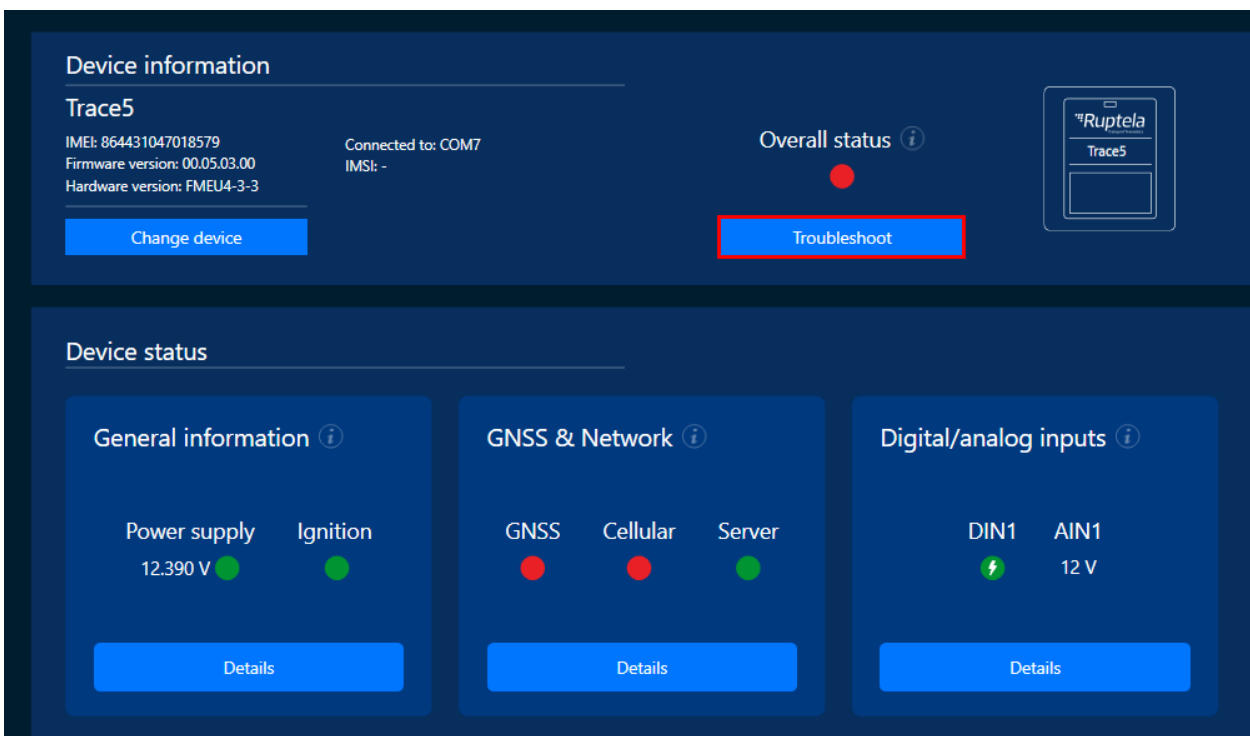 Device information
Trace5
IMEI: 864431047018579
Firmware version: 00.05.03.00
Hardware version: FMEU4-3-3
Connected to: COM7
IMSI: -
Change device
Overall status i
Troubleshoot
Ruptela
Trace5
Device status
General information i
Power supply Ignition
12.390 V
Details
GNSS & Network i
GNSS Cellular Server
Details
Digital/analog inputs i
DIN1 AIN1
12 V
Details